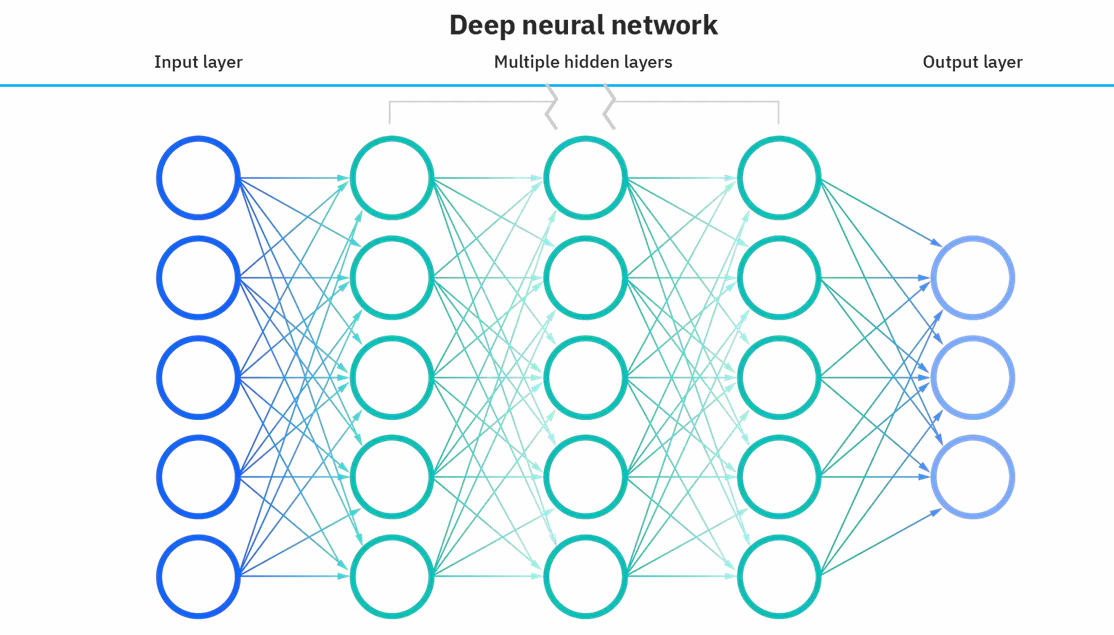 Deep neural network
Input layer
Multiple hidden layers
Output layer